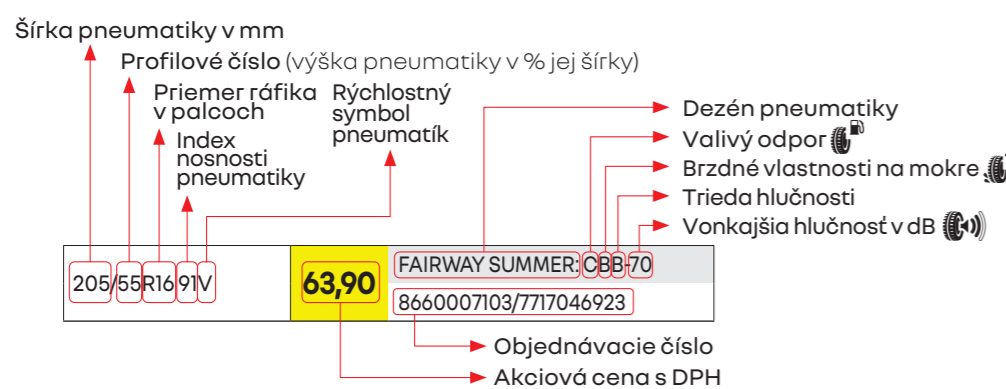 Šírka pneumatiky v mm
Profilové číslo (výška pneumatiky v % jej šírky)
Priemer ráfika
v palcoch
Rýchlostný
symbol
pneumatík
Index
nosnosti
pneumatiky
Dezén pneumatiky
Valivý odpor
Brzdné vlastnosti na mokre
Trieda hlučnosti
Vonkajšia hlučnosť v dB
205/55R16 91V
63,90
FAIRWAY SUMMER: CBB-70
8660007103/7717046923
Objednávacie číslo
Akciová cena s DPH